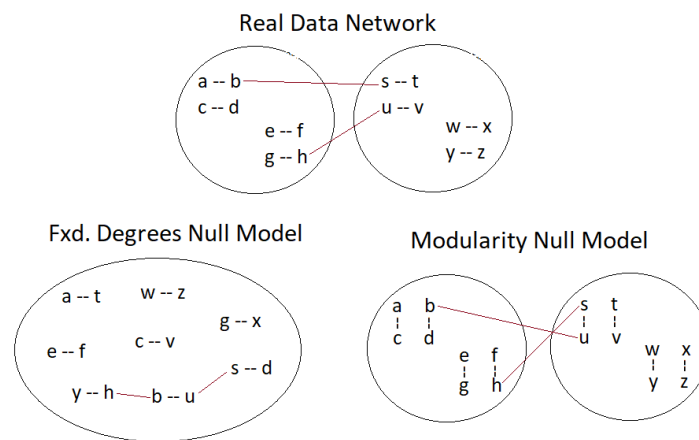 Real Data Network
a -- b
s -- t
c -- d
u -- v
e -- f
w -- x
g -- h
y -- z
Fxd. Degrees Null Model
Modularity Null Model
a -- t
w -- z
g -- x
e -- f
c -- v
s -- d
y -- h
b -- u
a b
c d
e f
g h
s t
u v
w x
y z